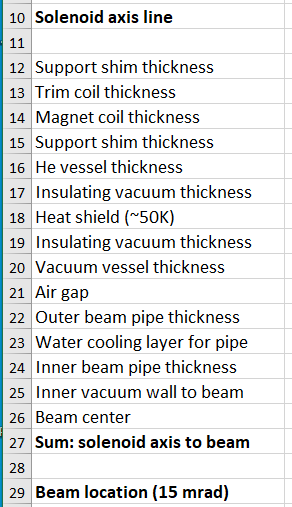 10 Solenoid axis line
11
12 Support shim thickness
13 Trim coil thickness
14 Magnet coil thickness
15 Support shim thickness
16 He vessel thickness
17 Insulating vacuum thickness
18 Heat shield (~50K)
19 Insulating vacuum thickness
20 Vacuum vessel thickness
21 Air gap
22 Outer beam pipe thickness
23 Water cooling layer for pipe
24 Inner beam pipe thickness
25 Inner vacuum wall to beam
26 Beam center
27 Sum: solenoid axis to beam
28
29 Beam location (15 mrad)